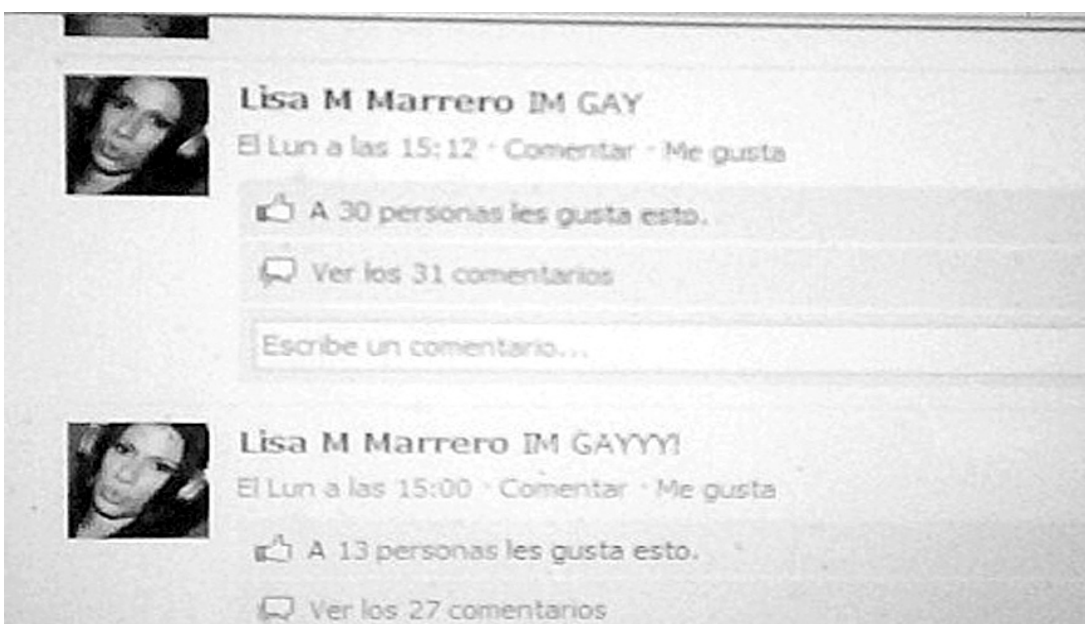 Lisa M Marrero IM GAY
El Lun a las 15:12 · Comentar · Me gusta
A 30 personas les gusta esto.
Ver los 31 comentarios
Escribe un comentario...
Lisa M Marrero IM GAYYY!
El Lun a las 15:00 · Comentar · Me gusta
A 13 personas les gusta esto.
Ver los 27 comentarios